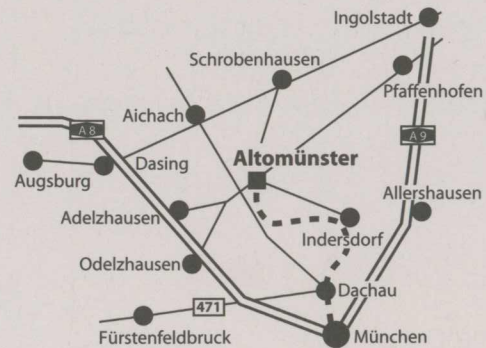 Ingolstadt
Schrobenhausen
Pfaffenhofen
Aichach
A 8
A 9
Altomünster
Dasing
Augsburg
Allershausen
Adelzhausen
Indersdorf
Odelzhausen
Dachau
471
Fürstenfeldbruck
München